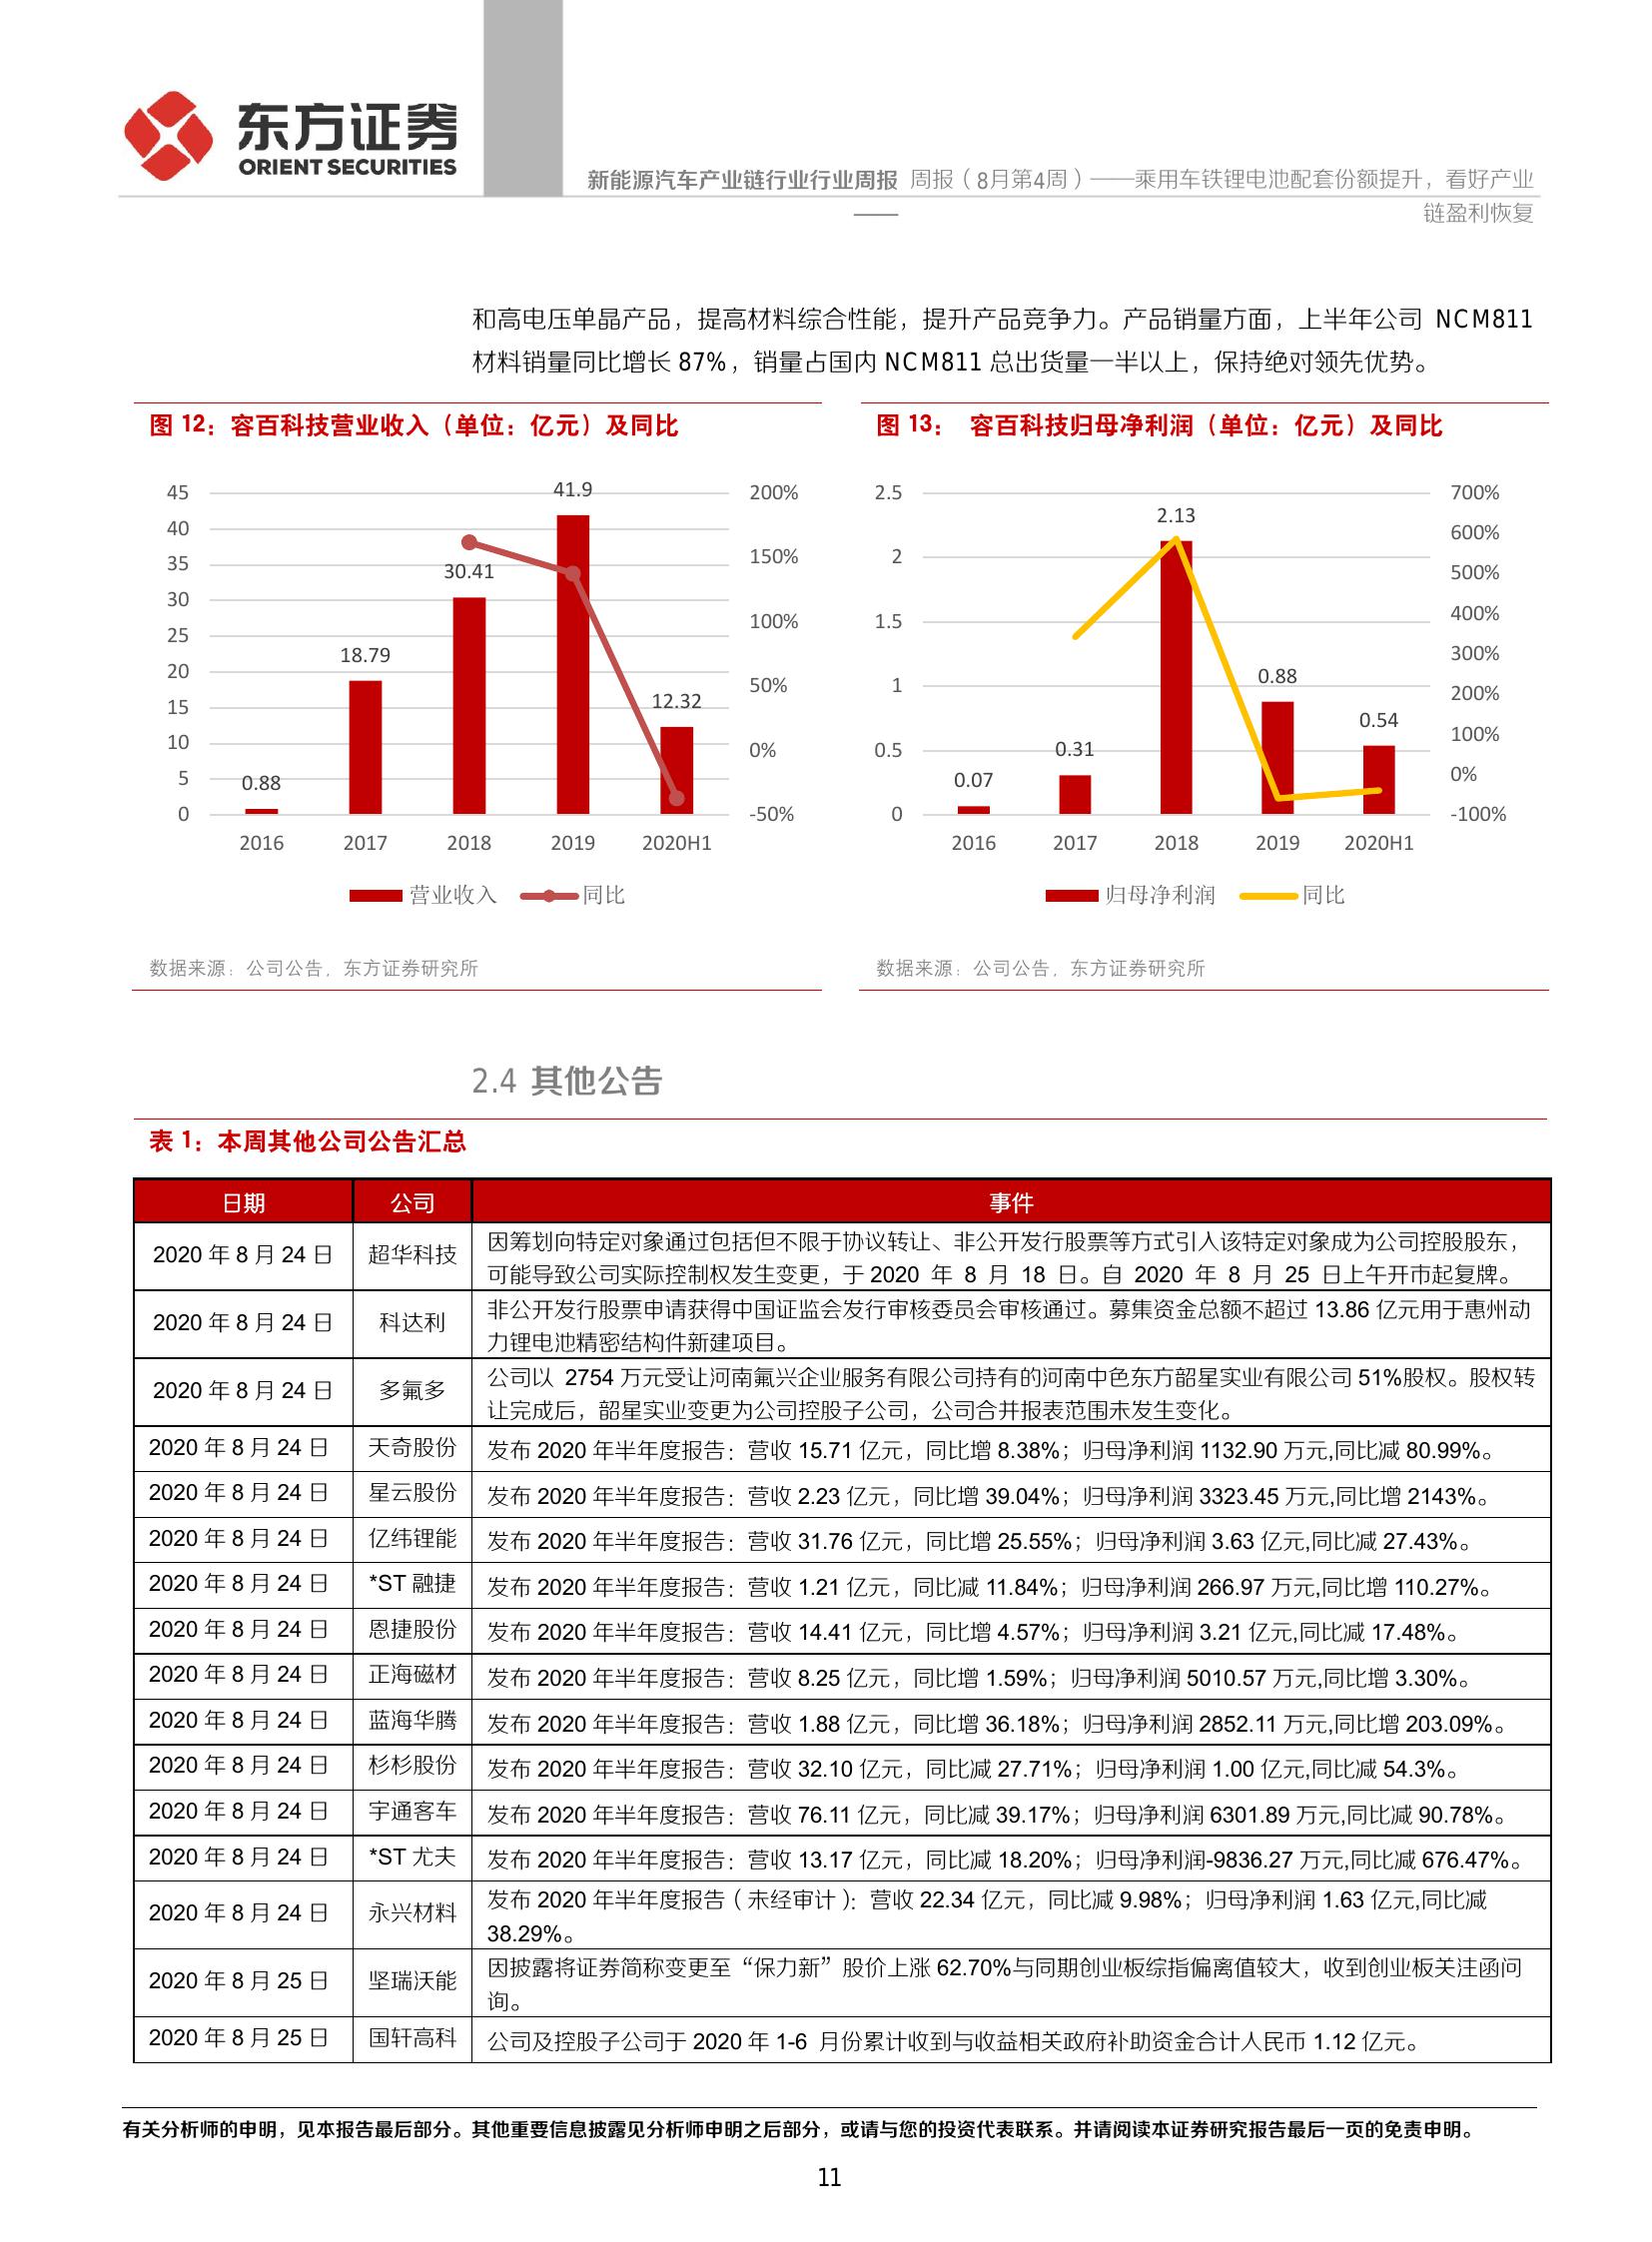 东方证券
ORIENT SECURITIES
新能源汽车产业链行业行业周报 周报（8月第4周）——乘用车铁锂电池配套份额提升，看好产业
链盈利恢复
和高电压单晶产品，提高材料综合性能，提升产品竞争力。产品销量方面，上半年公司 NCM811
材料销量同比增长 87%，销量占国内 NCM811 总出货量一半以上，保持绝对领先优势。
图 12：容百科技营业收入（单位：亿元）及同比
45
40
35
30
25
20
15
10
5
0
0.88
18.79
30.41
41.9
12.32
200%
150%
100%
50%
0%
-50%
2016 2017 2018 2019 2020H1
营业收入 同比
数据来源：公司公告，东方证券研究所
图 13： 容百科技归母净利润（单位：亿元）及同比
2.5
2
1.5
1
0.5
0
0.07
0.31
2.13
0.88
0.54
700%
600%
500%
400%
300%
200%
100%
0%
-100%
2016 2017 2018 2019 2020H1
归母净利润 同比
数据来源：公司公告，东方证券研究所
2.4 其他公告
表 1：本周其他公司公告汇总
日期 公司 事件
2020 年 8 月 24 日 超华科技 因筹划向特定对象通过包括但不限于协议转让、非公开发行股票等方式引入该特定对象成为公司控股股东，
可能导致公司实际控制权发生变更，于 2020 年 8 月 18 日。自 2020 年 8 月 25 日上午开市起复牌。
2020 年 8 月 24 日 科达利 非公开发行股票申请获得中国证监会发行审核委员会审核通过。募集资金总额不超过 13.86 亿元用于惠州动
力锂电池精密结构件新建项目。
2020 年 8 月 24 日 多氟多 公司以 2754 万元受让河南氟兴企业服务有限公司持有的河南中色东方韶星实业有限公司 51%股权。股权转
让完成后，韶星实业变更为公司控股子公司，公司合并报表范围未发生变化。
2020 年 8 月 24 日 天奇股份 发布 2020 年半年度报告：营收 15.71 亿元，同比增 8.38%；归母净利润 1132.90 万元,同比减 80.99%。
2020 年 8 月 24 日 星云股份 发布 2020 年半年度报告：营收 2.23 亿元，同比增 39.04%；归母净利润 3323.45 万元,同比增 2143%。
2020 年 8 月 24 日 亿纬锂能 发布 2020 年半年度报告：营收 31.76 亿元，同比增 25.55%；归母净利润 3.63 亿元,同比减 27.43%。
2020 年 8 月 24 日 *ST 融捷 发布 2020 年半年度报告：营收 1.21 亿元，同比减 11.84%；归母净利润 266.97 万元,同比增 110.27%。
2020 年 8 月 24 日 恩捷股份 发布 2020 年半年度报告：营收 14.41 亿元，同比增 4.57%；归母净利润 3.21 亿元,同比减 17.48%。
2020 年 8 月 24 日 正海磁材 发布 2020 年半年度报告：营收 8.25 亿元，同比增 1.59%；归母净利润 5010.57 万元,同比增 3.30%。
2020 年 8 月 24 日 蓝海华腾 发布 2020 年半年度报告：营收 1.88 亿元，同比增 36.18%；归母净利润 2852.11 万元,同比增 203.09%。
2020 年 8 月 24 日 杉杉股份 发布 2020 年半年度报告：营收 32.10 亿元，同比减 27.71%；归母净利润 1.00 亿元,同比减 54.3%。
2020 年 8 月 24 日 宇通客车 发布 2020 年半年度报告：营收 76.11 亿元，同比减 39.17%；归母净利润 6301.89 万元,同比减 90.78%。
2020 年 8 月 24 日 *ST 尤夫 发布 2020 年半年度报告：营收 13.17 亿元，同比减 18.20%；归母净利润-9836.27 万元,同比减 676.47%。
2020 年 8 月 24 日 永兴材料 发布 2020 年半年度报告（未经审计）：营收 22.34 亿元，同比减 9.98%；归母净利润 1.63 亿元,同比减
38.29%。
2020 年 8 月 25 日 坚瑞沃能 因披露将证券简称变更至“保力新”股价上涨 62.70%与同期创业板综指偏离值较大，收到创业板关注函问
询。
2020 年 8 月 25 日 国轩高科 公司及控股子公司于 2020 年 1-6 月份累计收到与收益相关政府补助资金合计人民币 1.12 亿元。
有关分析师的申明，见本报告最后部分。其他重要信息披露见分析师申明之后部分，或请与您的投资代表联系。并请阅读本证券研究报告最后一页的免责申明。
11